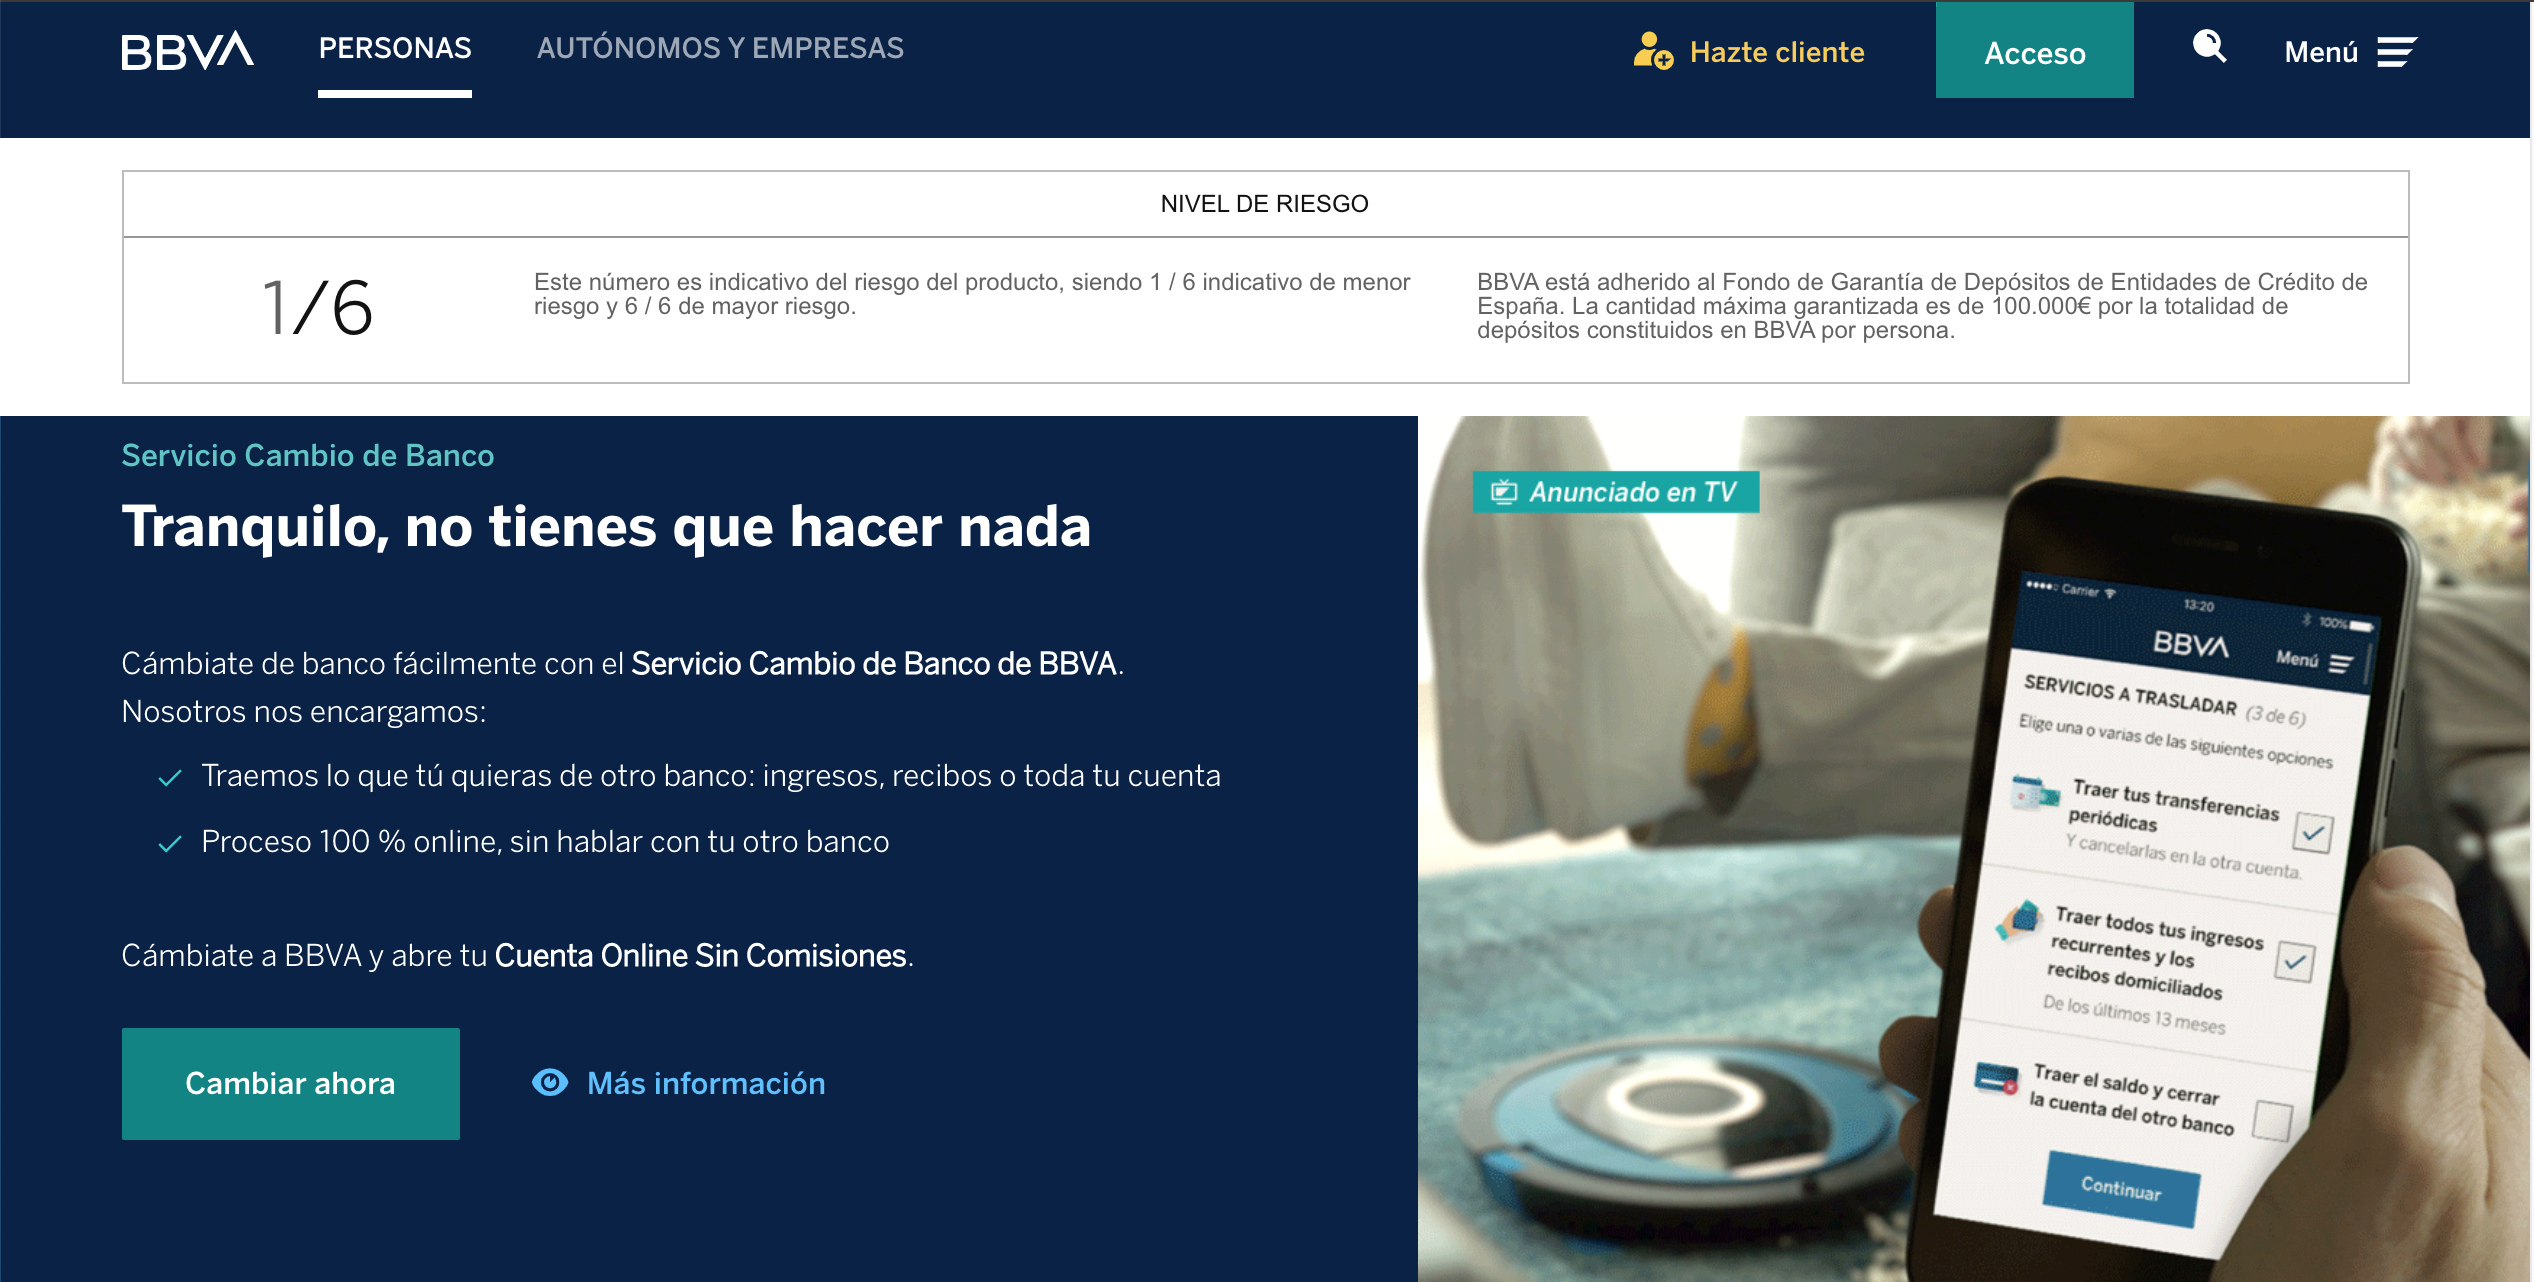 BBVA
PERSONAS
AUTÓNOMOS Y EMPRESAS
Hazte cliente
Acceso
Menú
NIVEL DE RIESGO
1/6
Este número es indicativo del riesgo del producto, siendo 1 / 6 indicativo de menor
riesgo y 6 / 6 de mayor riesgo.
BBVA está adherido al Fondo de Garantía de Depósitos de Entidades de Crédito de
España. La cantidad máxima garantizada es de 100.000€ por la totalidad de
depósitos constituidos en BBVA por persona.
Servicio Cambio de Banco
Tranquilo, no tienes que hacer nada
Cámbiate de banco fácilmente con el Servicio Cambio de Banco de BBVA.
Nosotros nos encargamos:
Traemos lo que tú quieras de otro banco: ingresos, recibos o toda tu cuenta
Proceso 100 % online, sin hablar con tu otro banco
Cámbiate a BBVA y abre tu Cuenta Online Sin Comisiones.
Cambiar ahora
Más información
Anunciado en TV
Carrier
13:20
100%
BBVA
Menú
SERVICIOS A TRASLADAR (3 de 6)
Elige una o varias de las siguientes opciones
Traer tus transferencias
periódicas
Y cancelarlas en la otra cuenta.
Traer todos tus ingresos
recurrentes y los
recibos domiciliados
De los últimos 13 meses
Traer el saldo y cerrar
la cuenta del otro banco
Continuar